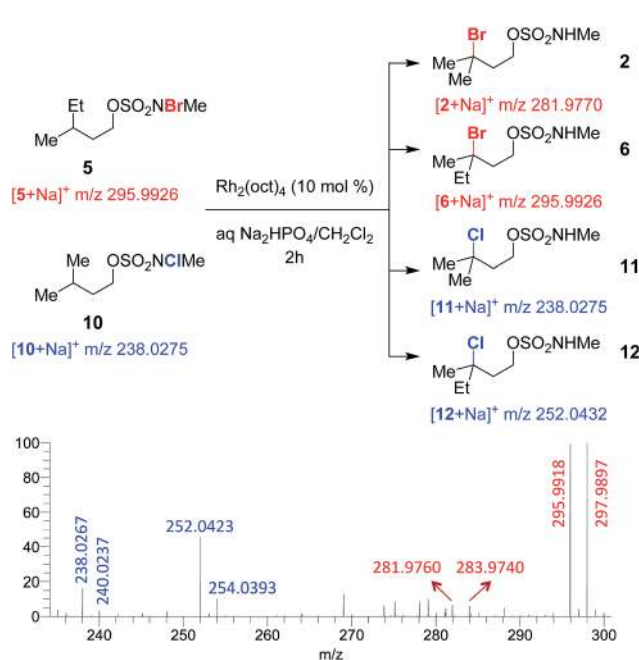 Et
OSO₂NBrMe
Me
5
[5+Na]⁺ m/z 295.9926
Me
OSO₂NClMe
Me
10
[10+Na]⁺ m/z 238.0275
Rh₂(oct)₄ (10 mol %)
aq Na₂HPO₄/CH₂Cl₂
2h
Br
OSO₂NHMe
Me
Me
2
[2+Na]⁺ m/z 281.9770
Br
OSO₂NHMe
Me
Et
6
[6+Na]⁺ m/z 295.9926
Cl
OSO₂NHMe
Me
Me
11
[11+Na]⁺ m/z 238.0275
Cl
OSO₂NHMe
Me
Et
12
[12+Na]⁺ m/z 252.0432
100
80
60
40
20
0
238.0267
240.0237
252.0423
254.0393
281.9760
283.9740
295.9918
297.9897
240
250
260
270
280
290
300
m/z